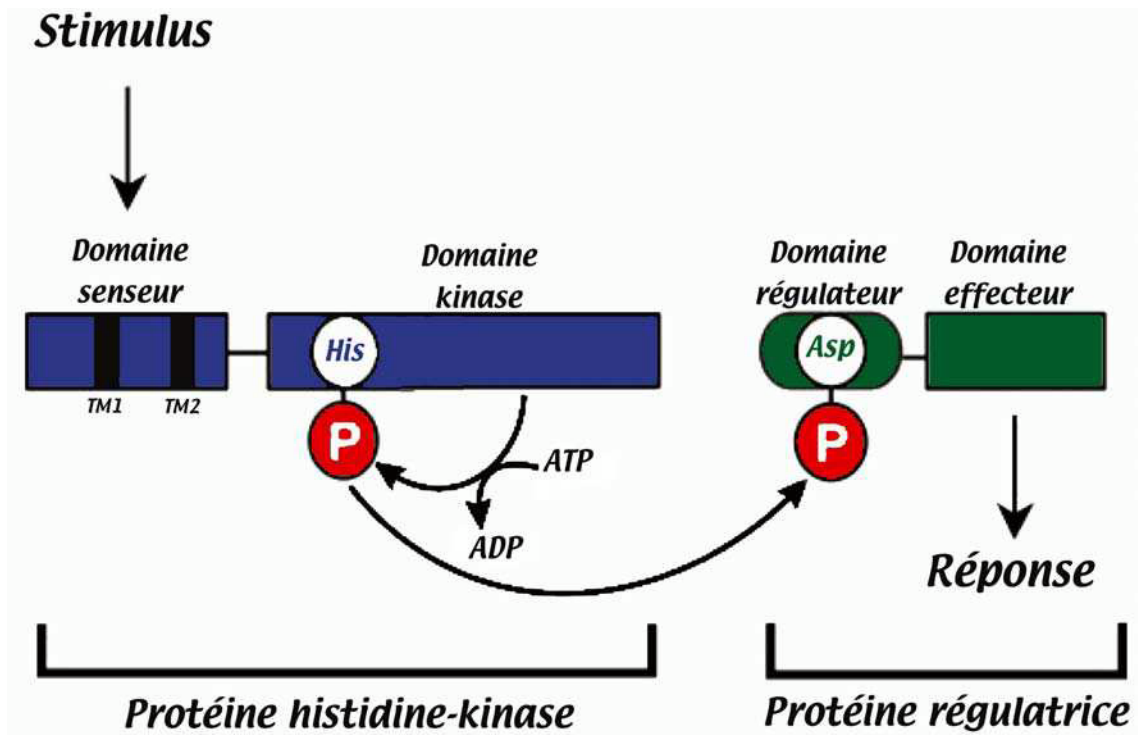 Stimulus
Domaine
senseur
Domaine
kinase
Domaine
régulateur
Domaine
effecteur
His
Asp
TM1
TM2
P
P
ATP
ADP
Réponse
Protéine histidine-kinase
Protéine régulatrice